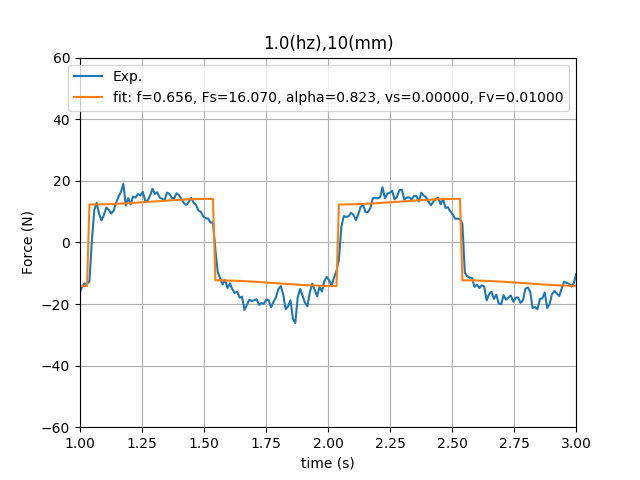 1.0(hz),10(mm)
60
Exp.
fit: f=0.656, Fs=16.070, alpha=0.823, vs=0.00000, Fv=0.01000
40
20
0
−20
−40
−60
Force (N)
1.00 1.25 1.50 1.75 2.00 2.25 2.50 2.75 3.00
time (s)